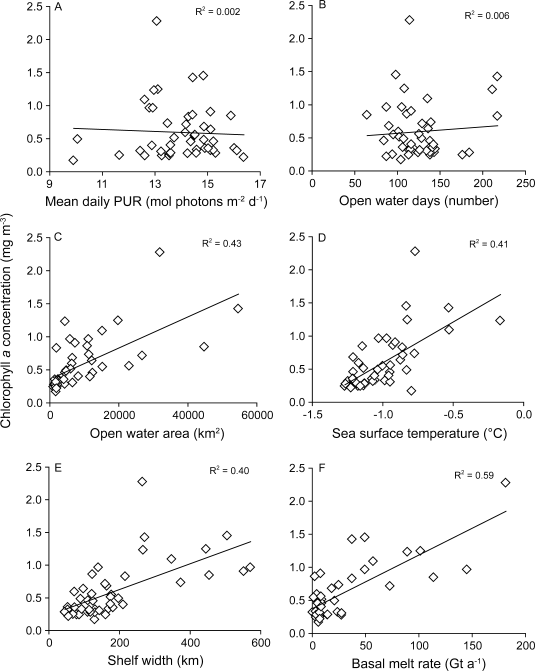 A
R² = 0.002
2.5
2.0
1.5
1.0
0.5
0.0
9 11 13 15 17
Mean daily PUR (mol photons m⁻² d⁻¹)
B
R² = 0.006
2.5
2.0
1.5
1.0
0.5
0.0
0 50 100 150 200 250
Open water days (number)
Chlorophyll a concentration (mg m⁻³)
C
R² = 0.43
2.5
2.0
1.5
1.0
0.5
0.0
0 20000 40000 60000
Open water area (km²)
D
R² = 0.41
2.5
2.0
1.5
1.0
0.5
0.0
-1.5 -1.0 -0.5 0.0
Sea surface temperature (°C)
E
R² = 0.40
2.5
2.0
1.5
1.0
0.5
0.0
0 200 400 600
Shelf width (km)
F
R² = 0.59
2.5
2.0
1.5
1.0
0.5
0.0
0 50 100 150 200
Basal melt rate (Gt a⁻¹)